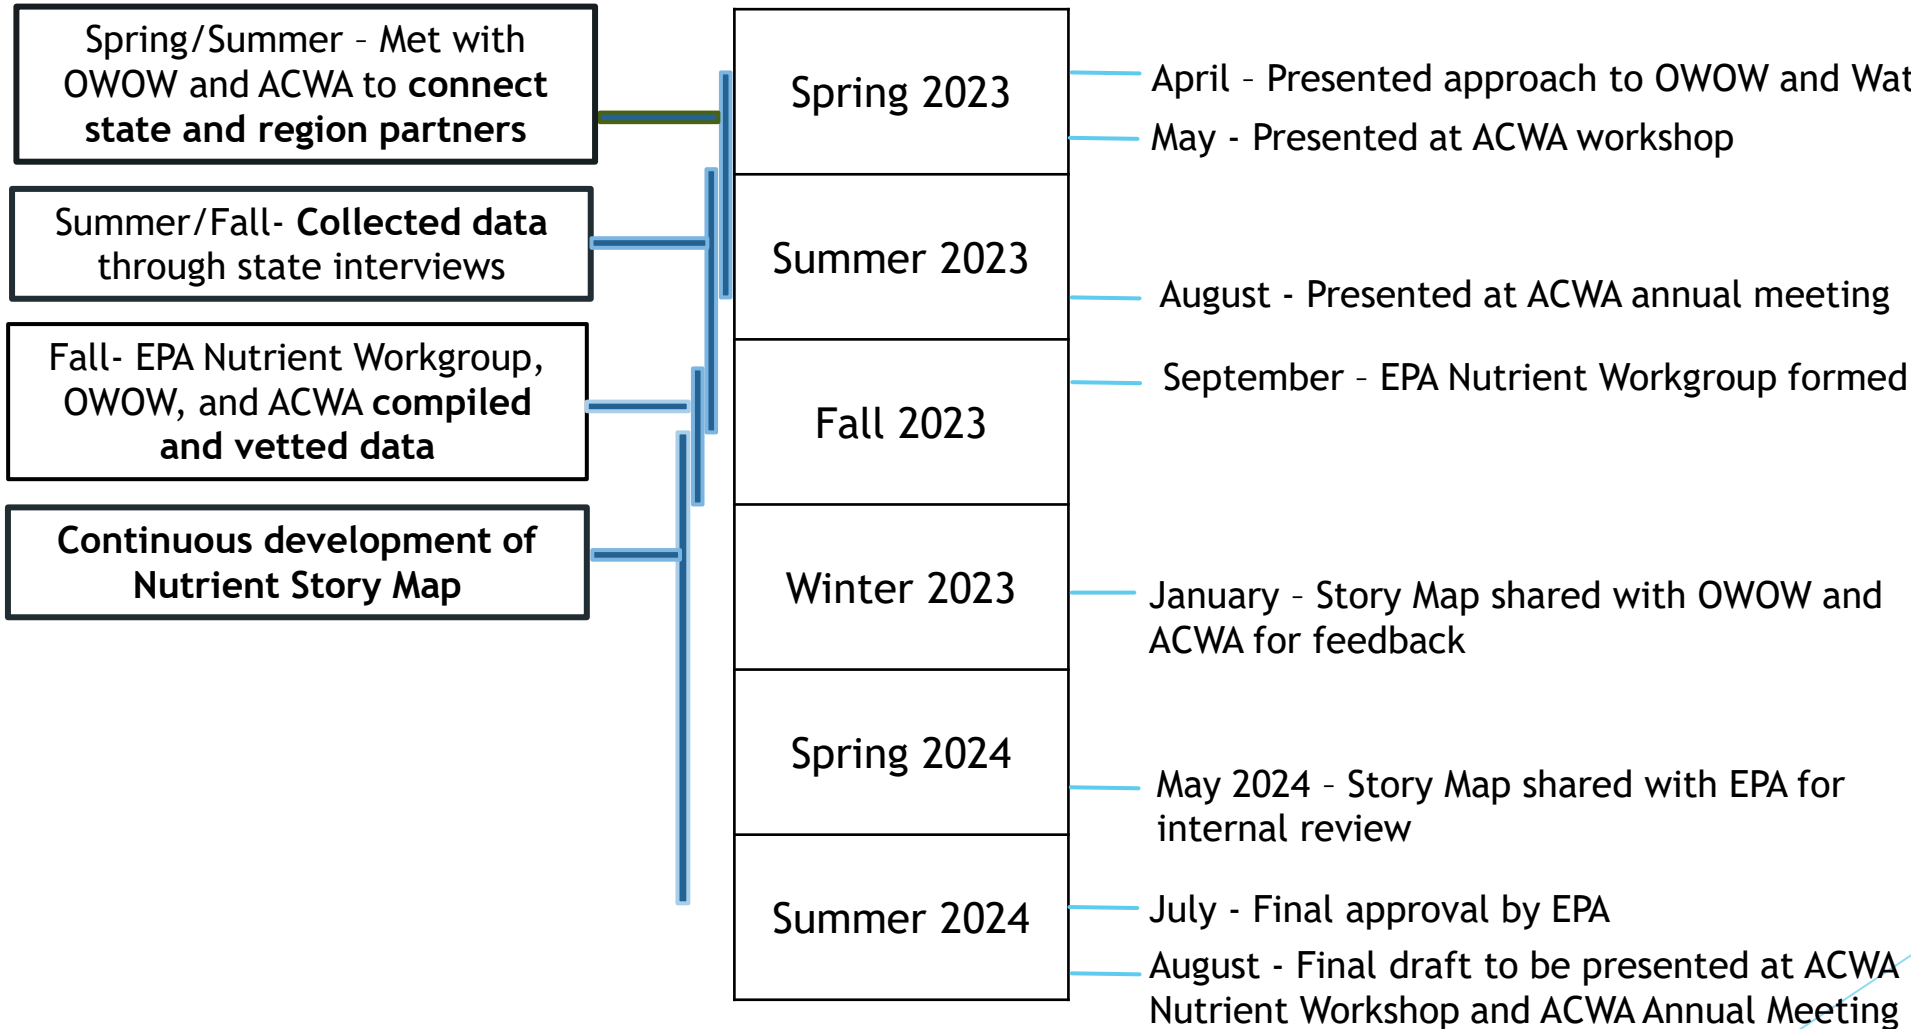 Spring/Summer – Met with
OWOW and ACWA to connect
state and region partners
Summer/Fall- Collected data
through state interviews
Fall- EPA Nutrient Workgroup,
OWOW, and ACWA compiled
and vetted data
Continuous development of
Nutrient Story Map
Spring 2023
Summer 2023
Fall 2023
Winter 2023
Spring 2024
Summer 2024
April – Presented approach to OWOW and
May - Presented at ACWA workshop
August - Presented at ACWA annual meeting
September – EPA Nutrient Workgroup formed
January – Story Map shared with OWOW and
ACWA for feedback
May 2024 – Story Map shared with EPA for
internal review
July - Final approval by EPA
August - Final draft to be presented at ACWA
Nutrient Workshop and ACWA Annual Meeting